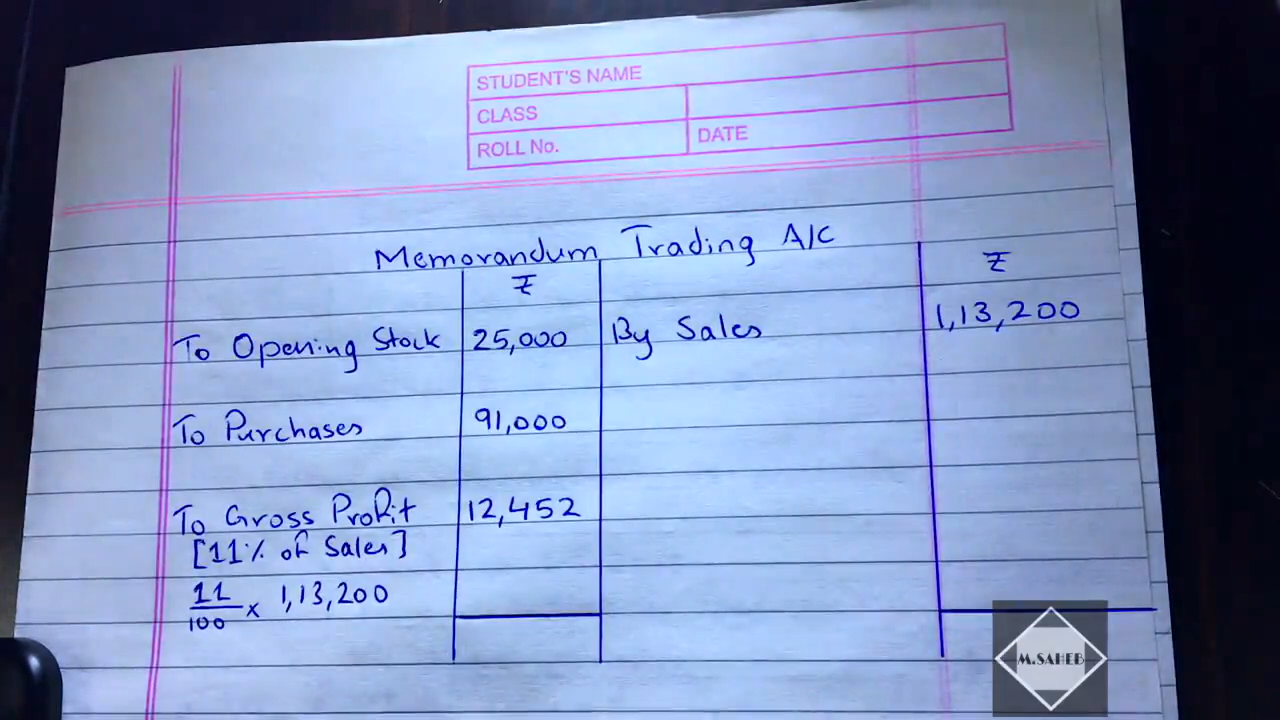 STUDENT'S NAME
CLASS
ROLL No.
DATE
Memorandum Trading A/C
₹
₹
To Opening Stock 25,000 By Sales 1,13,200
To Purchases 91,000
To Gross Profit 12,452
[11% of Sales]
11/100 x 1,13,200
M.SAHEB